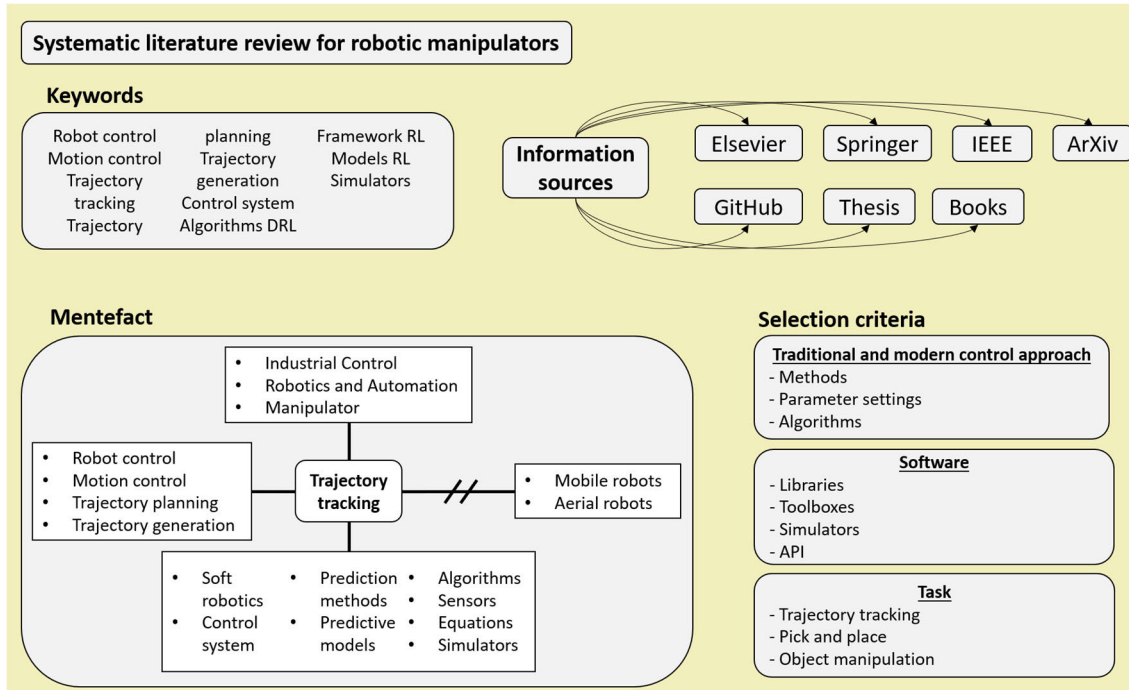 Systematic literature review for robotic manipulators
Keywords
Robot control
Motion control
Trajectory
tracking
Trajectory
planning
Trajectory
generation
Control system
Algorithms DRL
Framework RL
Models RL
Simulators
Information
sources
Elsevier
Springer
IEEE
ArXiv
GitHub
Thesis
Books
Mentefact
• Industrial Control
• Robotics and Automation
• Manipulator
• Robot control
• Motion control
• Trajectory planning
• Trajectory generation
Trajectory
tracking
• Mobile robots
• Aerial robots
• Soft
robotics
• Control
system
• Prediction
methods
• Predictive
models
• Algorithms
• Sensors
• Equations
• Simulators
Selection criteria
Traditional and modern control approach
- Methods
- Parameter settings
- Algorithms
Software
- Libraries
- Toolboxes
- Simulators
- API
Task
- Trajectory tracking
- Pick and place
- Object manipulation